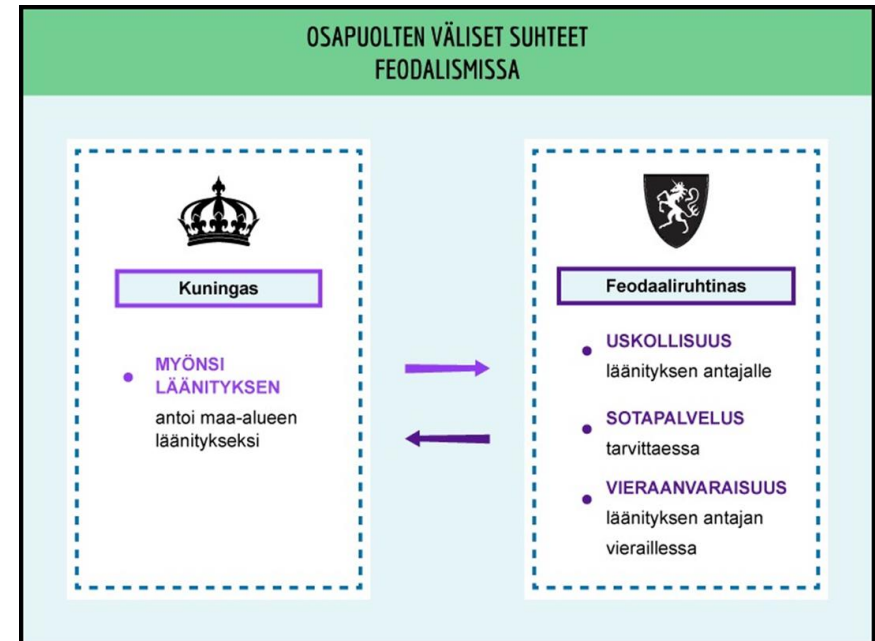 OSAPUOLTEN VÄLISET SUHTEET
FEODALISMISSA
Kuningas
MYÖNSI
LÄÄNITYKSEN
antoi maa-alueen
läänitykseksi
Feodaaliruhtinas
USKOLLISUUS
läänityksen antajalle
SOTAPALVELUS
tarvittaessa
VIERAANVARAISUUS
läänityksen antajan
vieraillessa